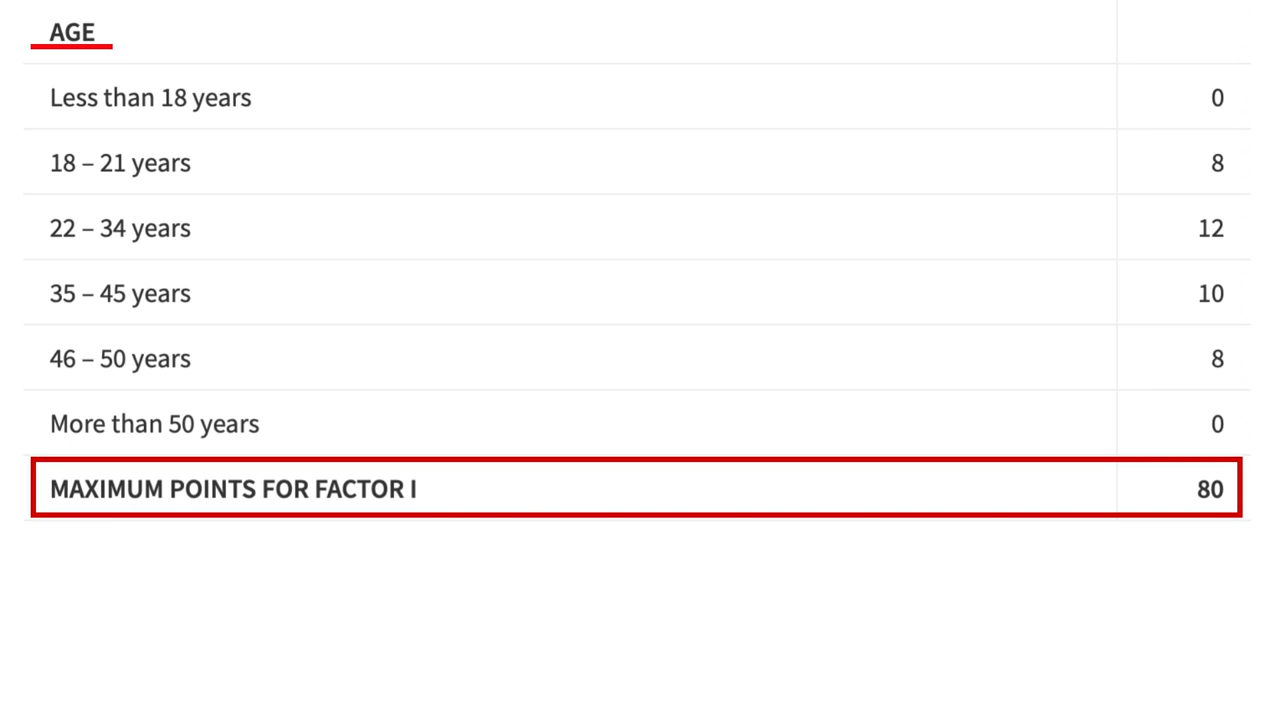 AGE
Less than 18 years 0
18 – 21 years 8
22 – 34 years 12
35 – 45 years 10
46 – 50 years 8
More than 50 years 0
MAXIMUM POINTS FOR FACTOR I 80